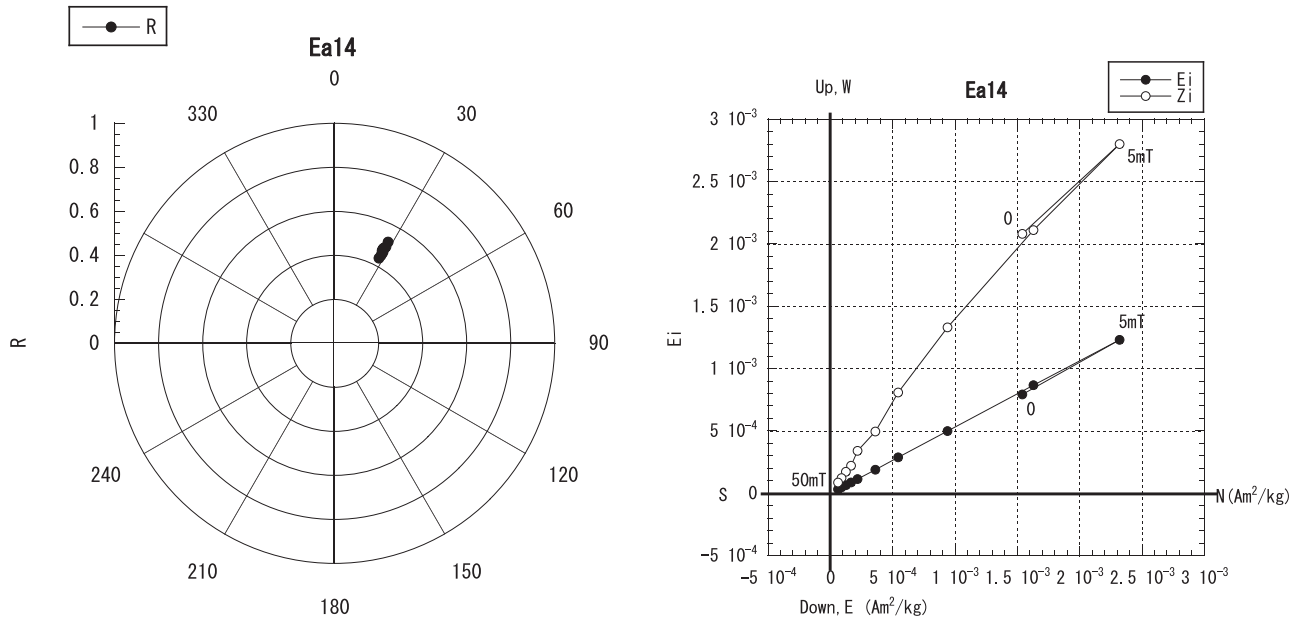 R
Ea14
0
330
30
1
0.8
60
0.6
0.4
0.2
R
0
90
240
120
210
150
180
Ei
Zi
Up, W
Ea14
3 10⁻³
5mT
2.5 10⁻³
0
2 10⁻³
1.5 10⁻³
5mT
Ei
1 10⁻³
0
5 10⁻⁴
50mT
S
0
N (Am²/kg)
-5 10⁻⁴
-5 10⁻⁴ 0 5 10⁻⁴ 1 10⁻³ 1.5 10⁻³ 2 10⁻³ 2.5 10⁻³ 3 10⁻³
Down, E (Am²/kg)